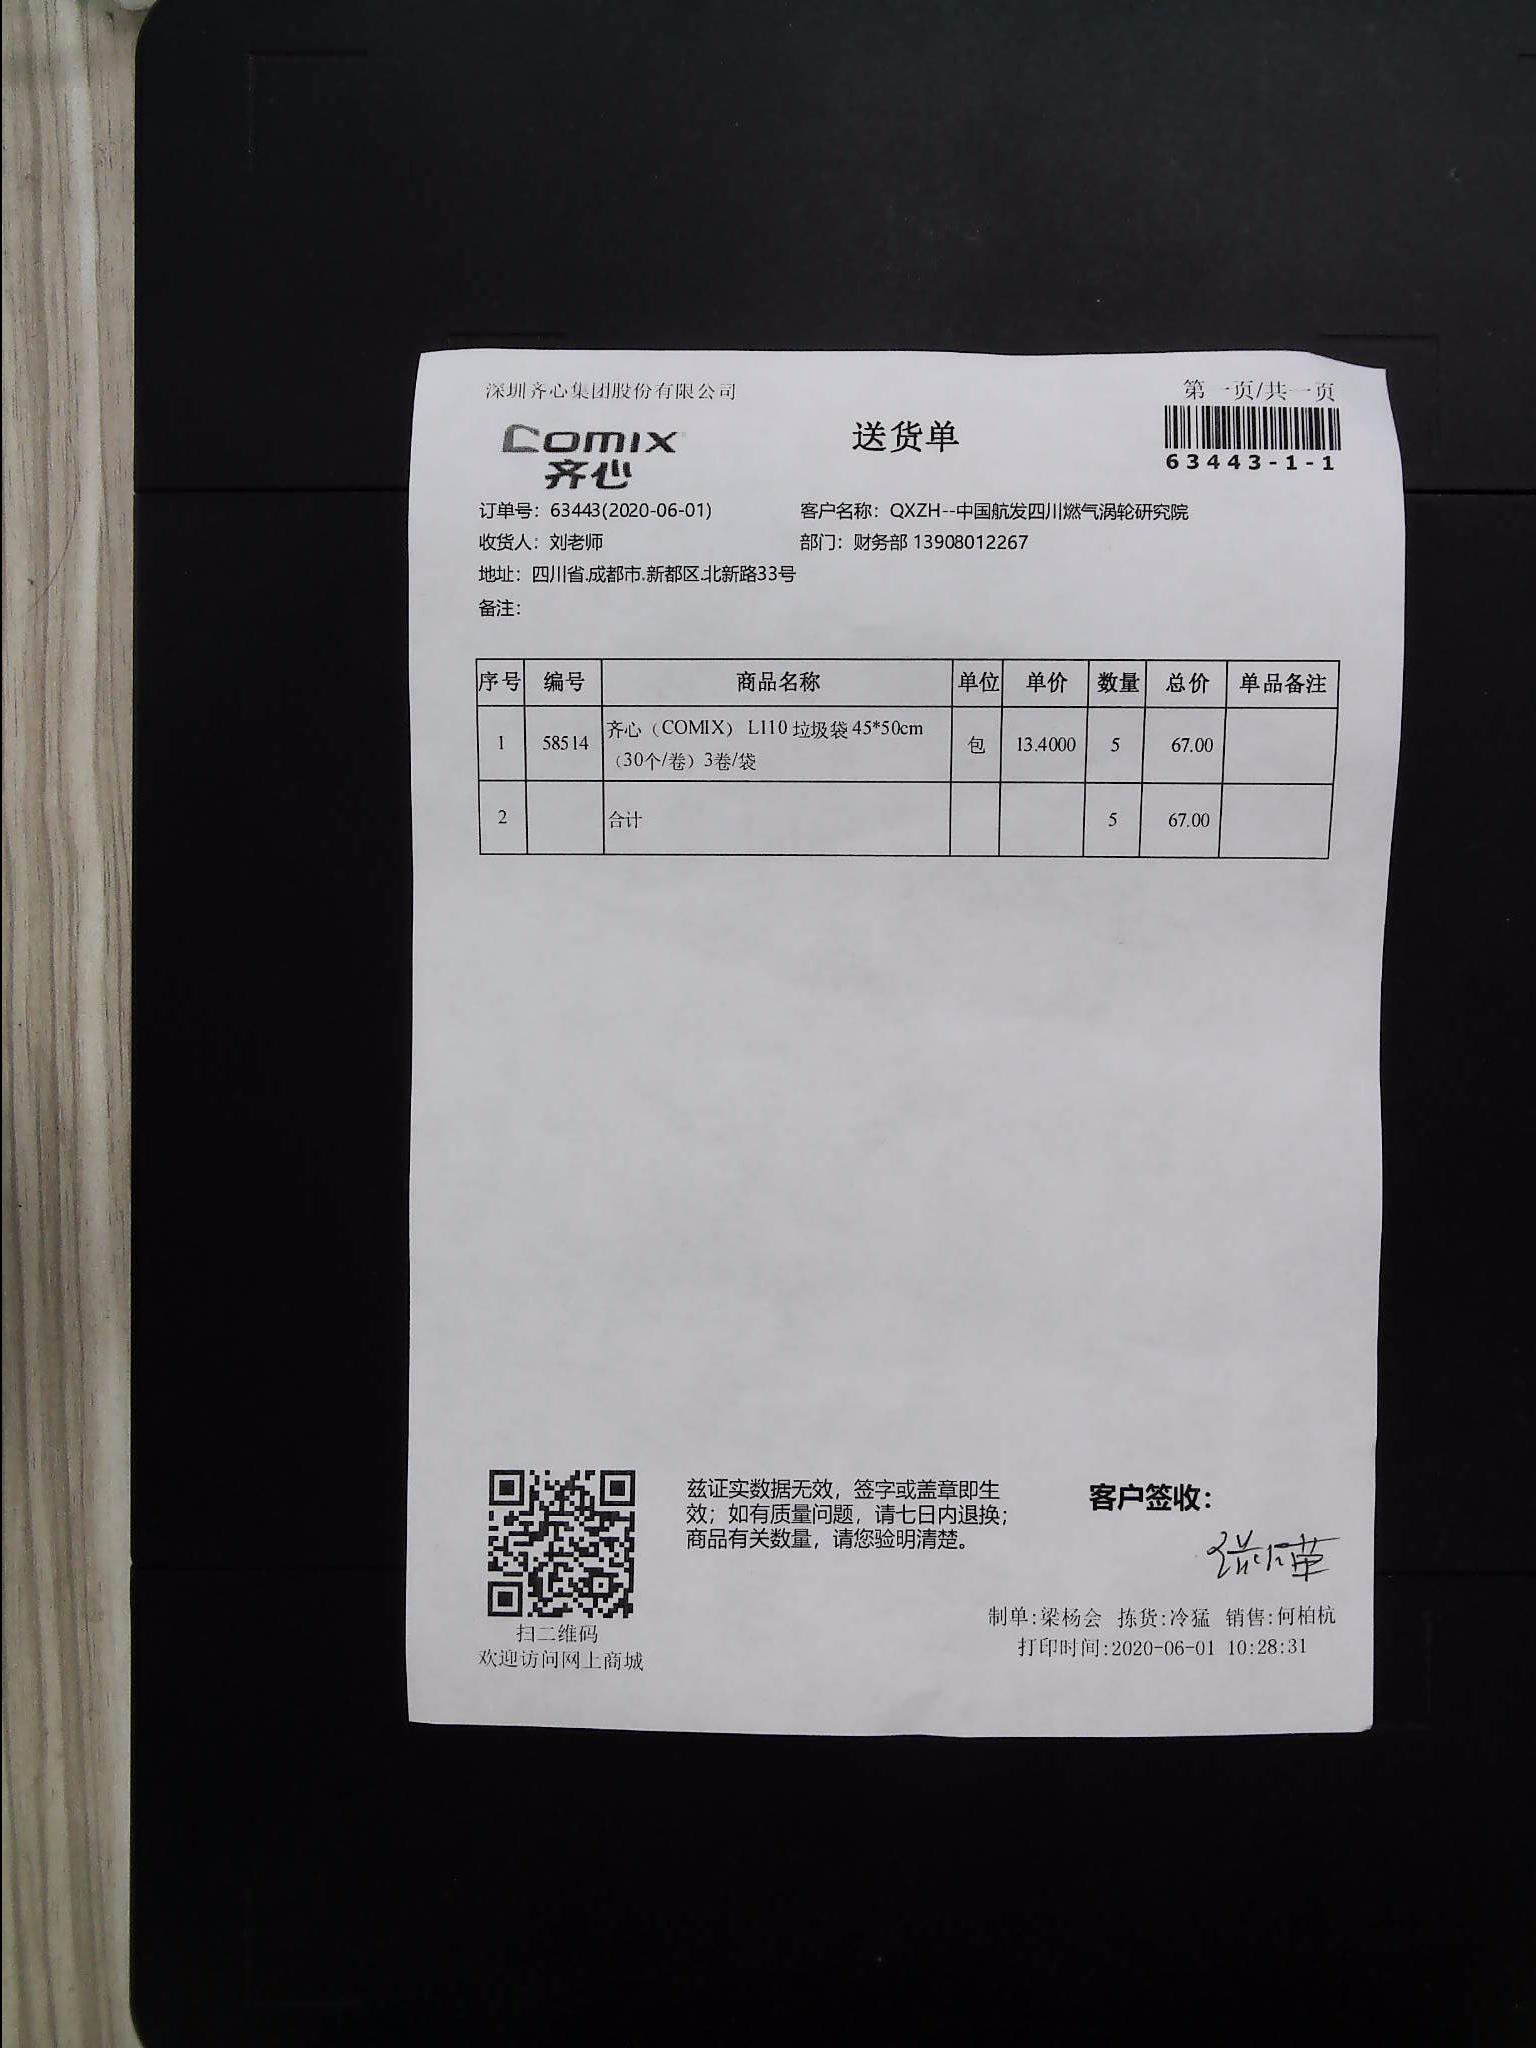 深圳齐心集团股份有限公司
第一页/共一页
COMIX
齐心
送货单
63443-1-1
订单号：63443(2020-06-01)
客户名称：QXZH--中国航发四川燃气涡轮研究院
收货人：刘老师
部门：财务部 13908012267
地址：四川省.成都市.新都区.北新路33号
备注：
序号 编号 商品名称 单位 单价 数量 总价 单品备注
1 58514 齐心（COMIX） L110 垃圾袋 45*50cm 包 13.4000 5 67.00
（30个/卷）3卷/袋
2 合计 5 67.00
兹证实数据无效，签字或盖章即生
效；如有质量问题，请七日内退换；
商品有关数量，请您验明清楚。
客户签收：
扫二维码
欢迎访问网上商城
制单:梁杨会 拣货:冷猛 销售:何柏杭
打印时间:2020-06-01 10:28:31